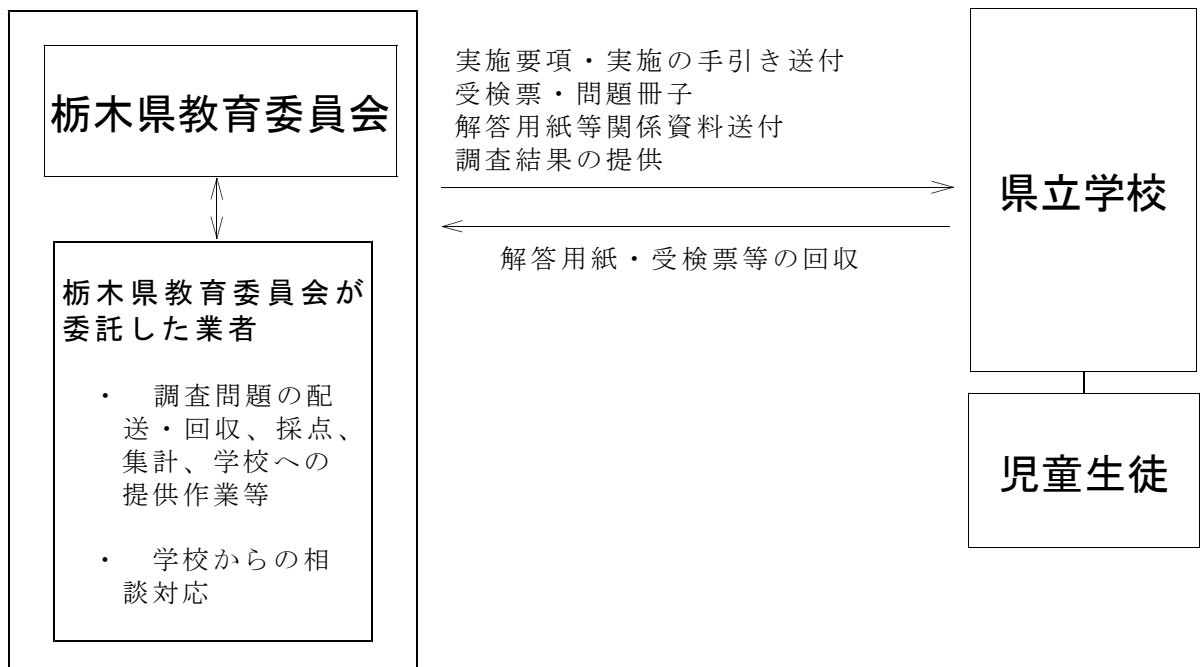 栃木県教育委員会
栃木県教育委員会が
委託した業者
・　調査問題の配
送・回収、採点、
集計、学校への
提供作業等
・　学校からの相
談対応
実施要項・実施の手引き送付
受検票・問題冊子
解答用紙等関係資料送付
調査結果の提供
解答用紙・受検票等の回収
県立学校
児童生徒